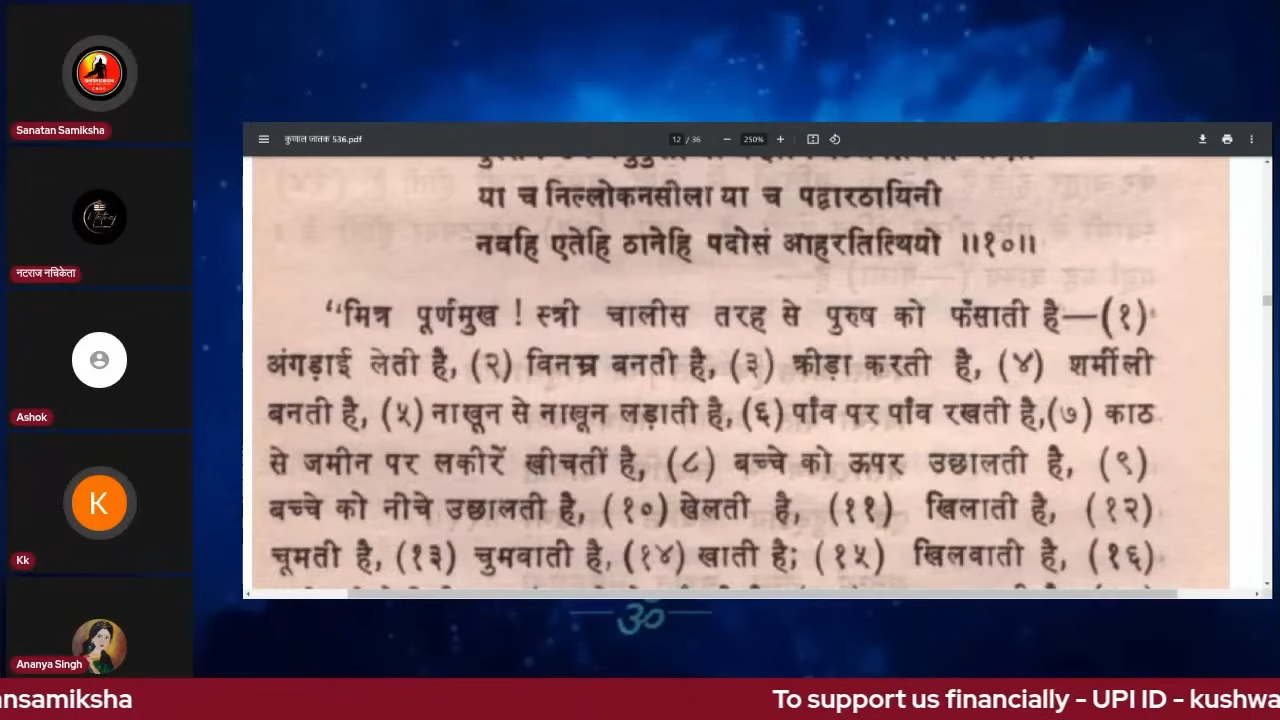 Sanatan Samiksha
नटराज नचिकेता
Ashok
K
Kk
Ananya Singh
कुणाल जातक 536.pdf
12 / 36
250%
या च निल्लोकनसीला या च पद्वारठायिनी
नवहि एतेहि ठानेहि पदोसं आहरतित्थियो ॥१०॥
“मित्र पूर्णमुख ! स्त्री चालीस तरह से पुरुष को फँसाती है—(१)
अंगड़ाई लेती है, (२) विनम्र बनती है, (३) क्रीड़ा करती है, (४) शर्मीली
बनती है, (५) नाखून से नाखून लड़ाती है, (६) पाँव पर पाँव रखती है,(७) काठ
से जमीन पर लकीरें खीचतीं है, (८) बच्चे को ऊपर उछालती है, (९)
बच्चे को नीचे उछालती है, (१०) खेलती है, (११) खिलाती है, (१२)
चूमती है, (१३) चुमवाती है, (१४) खाती है; (१५) खिलवाती है, (१६)
ॐ
ansamiksha
To support us financially - UPI ID - kushwa